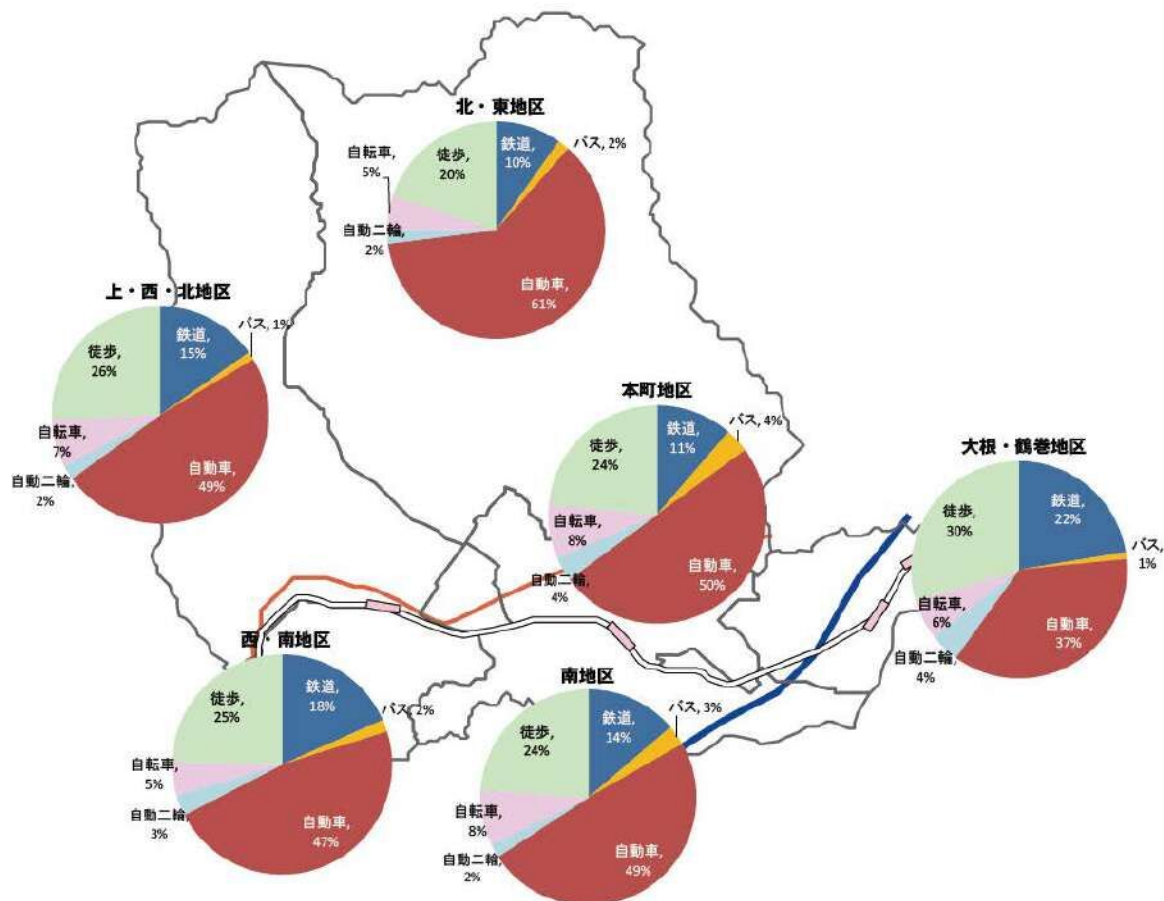 北・東地区
鉄道,
10%
バス, 2%
自動車,
61%
自動二輪,
2%
自転車,
5%
徒歩,
20%
上・西・北地区
鉄道,
15%
バス, 1%
自動車,
49%
自動二輪,
2%
自転車,
7%
徒歩,
26%
本町地区
鉄道,
11%
バス, 4%
自動車,
50%
自動二輪,
4%
自転車,
8%
徒歩,
24%
大根・鶴巻地区
鉄道,
22%
バス,
1%
自動車,
37%
自動二輪,
4%
自転車,
6%
徒歩,
30%
西・南地区
鉄道,
18%
バス, 2%
自動車,
47%
自動二輪,
3%
自転車,
5%
徒歩,
25%
南地区
鉄道,
14%
バス, 3%
自動車,
49%
自動二輪,
2%
自転車,
8%
徒歩,
24%